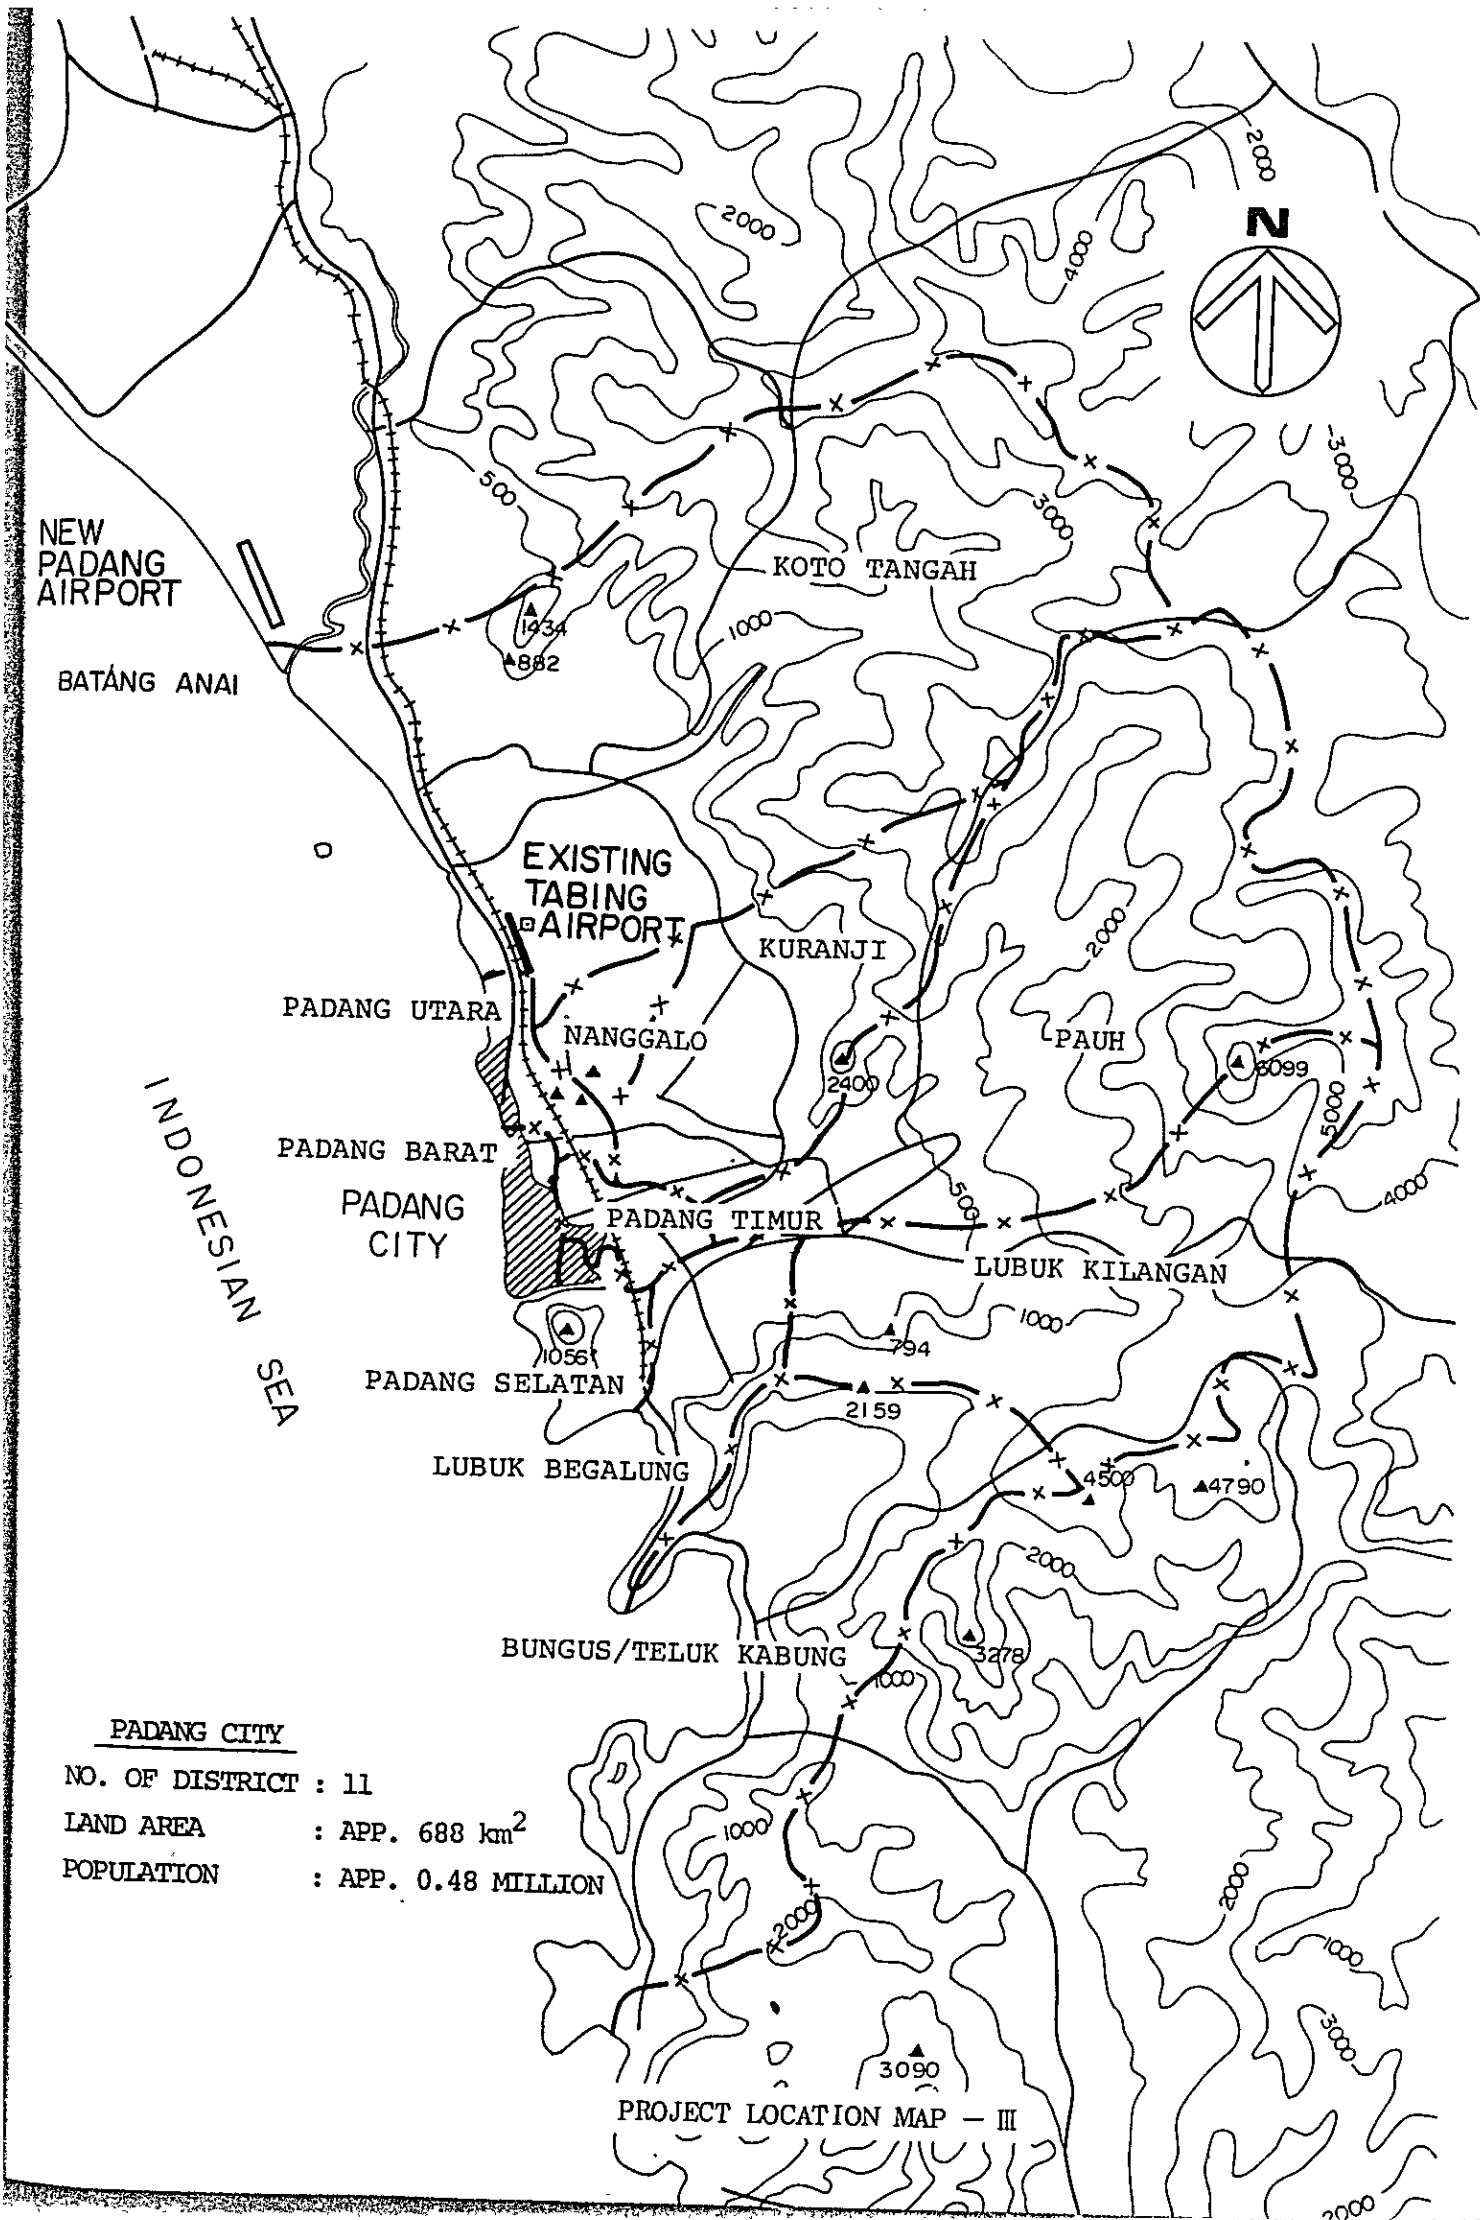 2000
N
2000
4000
-3000
500
3000
NEW
PADANG
AIRPORT
KOTO TANGAH
1434
1000
882
BATANG ANAI
EXISTING
TABING
AIRPORT
2000
KURANJI
PADANG UTARA
NANGGALO
PAUH
2400
6099
5000
INDONESIAN SEA
PADANG BARAT
PADANG
CITY
500
4000
PADANG TIMUR
LUBUK KILANGAN
1000
794
1056
PADANG SELATAN
2159
LUBUK BEGALUNG
4500
4790
2000
BUNGUS/TELUK KABUNG
3278
1000
PADANG CITY
NO. OF DISTRICT : 11
LAND AREA : APP. 688 km²
POPULATION : APP. 0.48 MILLION
1000
2000
2000
1000
3000
3090
PROJECT LOCATION MAP - III
2000